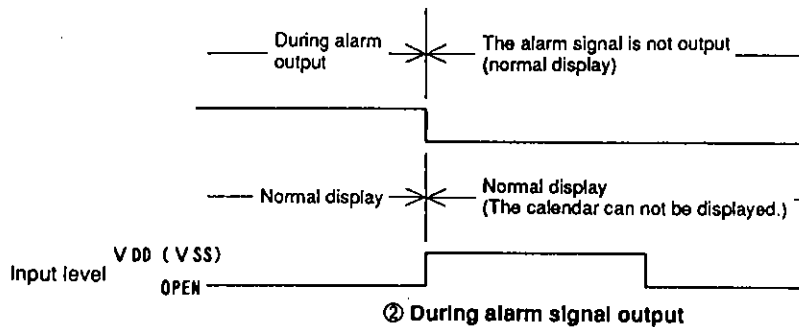 During alarm
output
The alarm signal is not output
(normal display)
Normal display
Normal display
(The calendar can not be displayed.)
Input level
VDD (VSS)
OPEN
② During alarm signal output